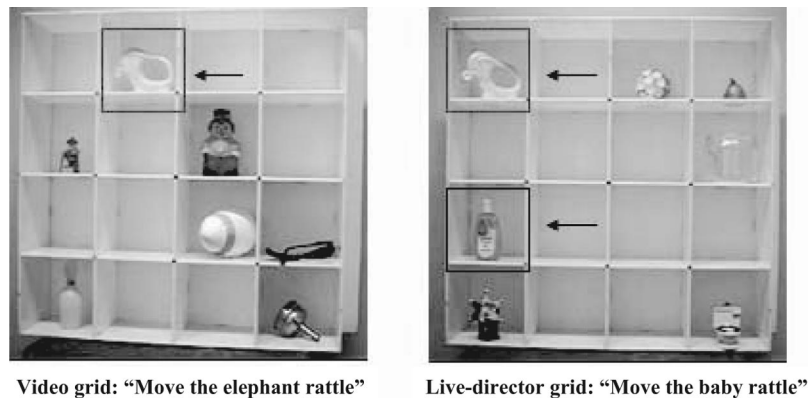 Video grid: “Move the elephant rattle”
Live-director grid: “Move the baby rattle”